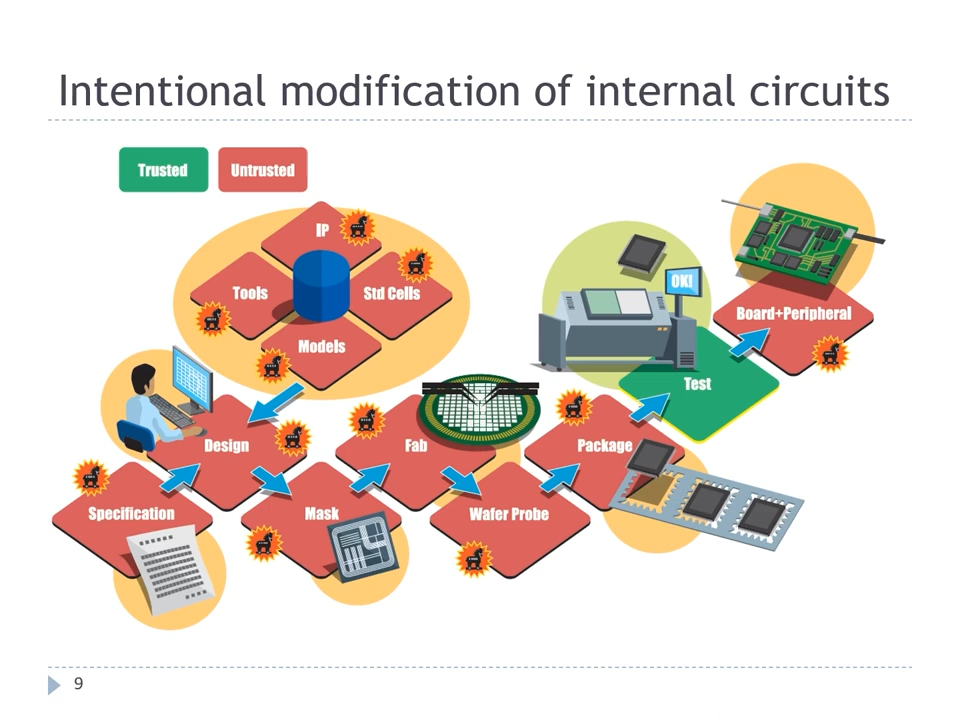 Intentional modification of internal circuits
Trusted
Untrusted
IP
Tools
Std Cells
Models
OK!
Board+Peripheral
Test
Design
Fab
Package
Specification
Mask
Wafer Probe
9